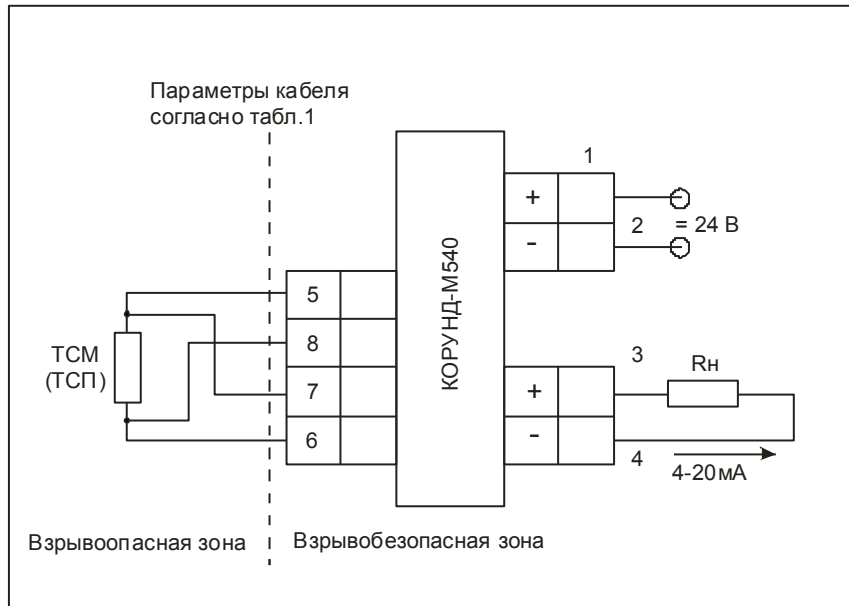 Параметры кабеля
согласно табл.1
КОРУНД-М540
1
+
2
= 24 В
-
5
8
7
6
ТСМ
(ТСП)
3
Rн
+
-
4
4-20мА
Взрывоопасная зона
Взрывобезопасная зона